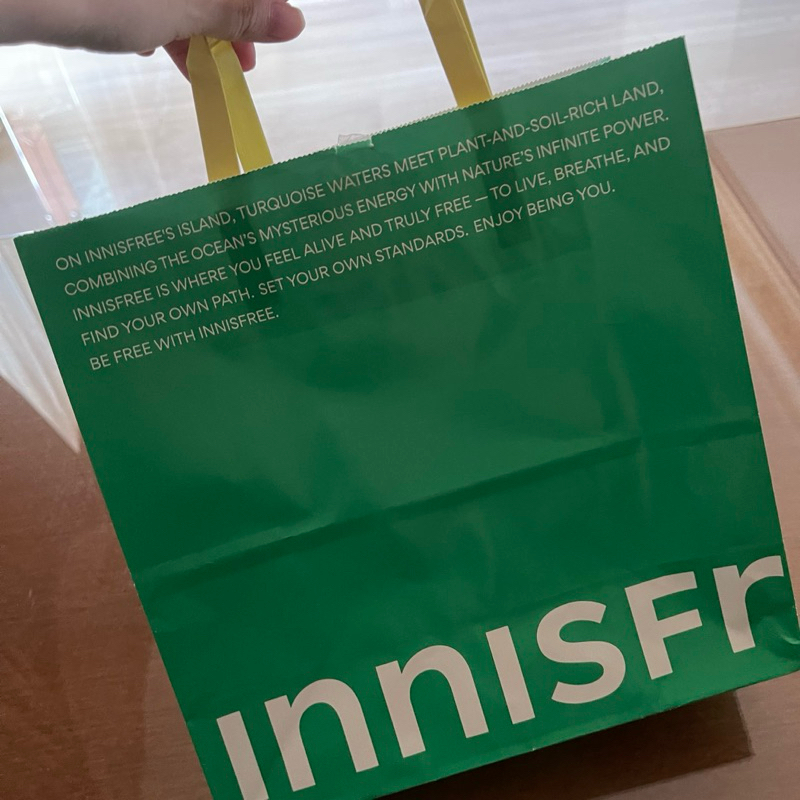 ON INNISFREE'S ISLAND, TURQUOISE WATERS MEET PLANT-AND-SOIL-RICH LAND,
COMBINING THE OCEAN'S MYSTERIOUS ENERGY WITH NATURE'S INFINITE POWER.
INNISFREE IS WHERE YOU FEEL ALIVE AND TRULY FREE — TO LIVE, BREATHE, AND
FIND YOUR OWN PATH. SET YOUR OWN STANDARDS. ENJOY BEING YOU.
BE FREE WITH INNISFREE.
InnISFr